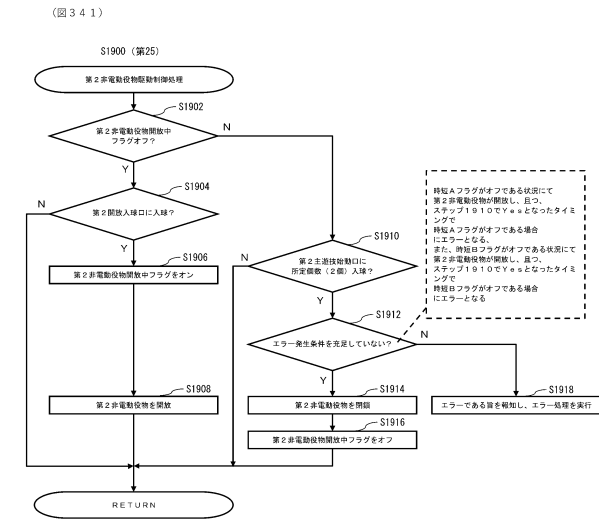 （図３４１）
S1900（第25）
第２非電動役物駆動制御処理
S1902
第２非電動役物開放中
フラグオフ？
N
Y
S1904
N
第２開放入球口に入球？
Y
S1906
第２非電動役物開放中フラグをオン
S1908
第２非電動役物を開放
時短Ａフラグがオフである状況にて
第２非電動役物が開放し、且つ、
ステップ１９１０でＹｅｓとなったタイミ
ングで
時短Ａフラグがオフである場合
にエラーとなる、
また、時短Ｂフラグがオフである状況にて
第２非電動役物が開放し、且つ、
ステップ１９１０でＹｅｓとなったタイミ
ングで
時短Ｂフラグがオフである場合
にエラーとなる
S1910
N
第２主遊技始動口に
所定個数（２個）入球？
Y
S1912
エラー発生条件を充足していない？
N
Y
S1914
第２非電動役物を閉鎖
S1916
第２非電動役物開放中フラグをオフ
S1918
エラーである旨を報知し、エラー処理を実行
ＲＥＴＵＲＮ